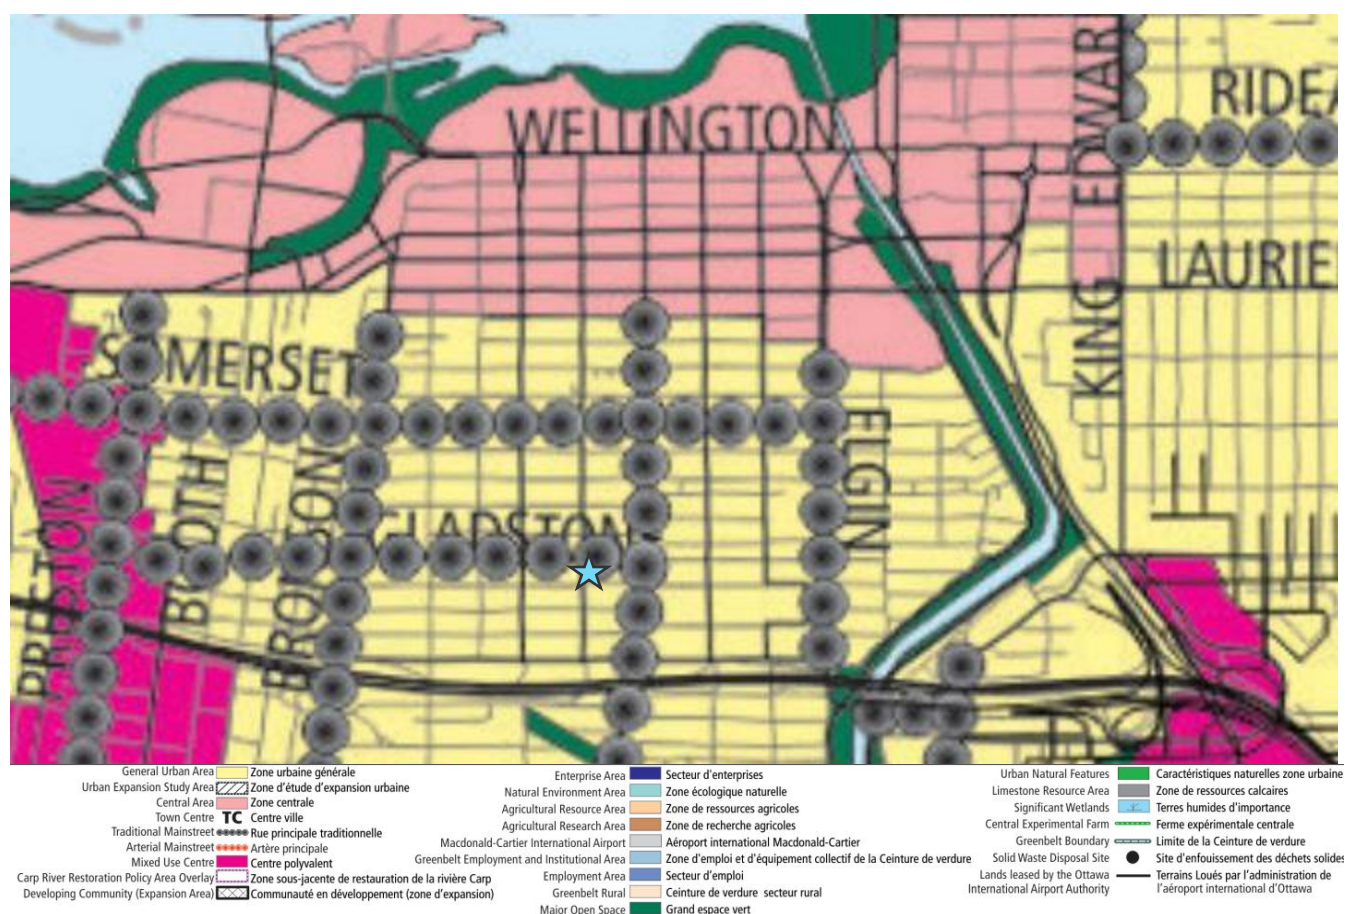 WELLINGTON
RIDEA
KING EDWAR
LAURIE
SOMERSET
ELGIN
GLADSTON
BOOTH
BRONSON
PRESTON
General Urban Area Zone urbaine générale
Urban Expansion Study Area Zone d'étude d'expansion urbaine
Central Area Zone centrale
Town Centre TC Centre ville
Traditional Mainstreet Rue principale traditionnelle
Arterial Mainstreet Artère principale
Mixed Use Centre Centre polyvalent
Carp River Restoration Policy Area Overlay Zone sous-jacente de restauration de la rivière Carp
Developing Community (Expansion Area) Communauté en développement (zone d'expansion)
Enterprise Area Secteur d'enterprises
Natural Environment Area Zone écologique naturelle
Agricultural Resource Area Zone de ressources agricoles
Agricultural Research Area Zone de recherche agricoles
Macdonald-Cartier International Airport Aéroport international Macdonald-Cartier
Greenbelt Employment and Institutional Area Zone d'emploi et d'équipement collectif de la Ceinture de verdure
Employment Area Secteur d'emploi
Greenbelt Rural Ceinture de verdure secteur rural
Major Open Space Grand espace vert
Urban Natural Features Caractéristiques naturelles zone urbaine
Limestone Resource Area Zone de ressources calcaires
Significant Wetlands Terres humides d'importance
Central Experimental Farm Ferme expérimentale centrale
Greenbelt Boundary Limite de la Ceinture de verdure
Solid Waste Disposal Site Site d'enfouissement des déchets solides
Lands leased by the Ottawa Terrains Loués par l'administration de
International Airport Authority l'aéroport international d'Ottawa